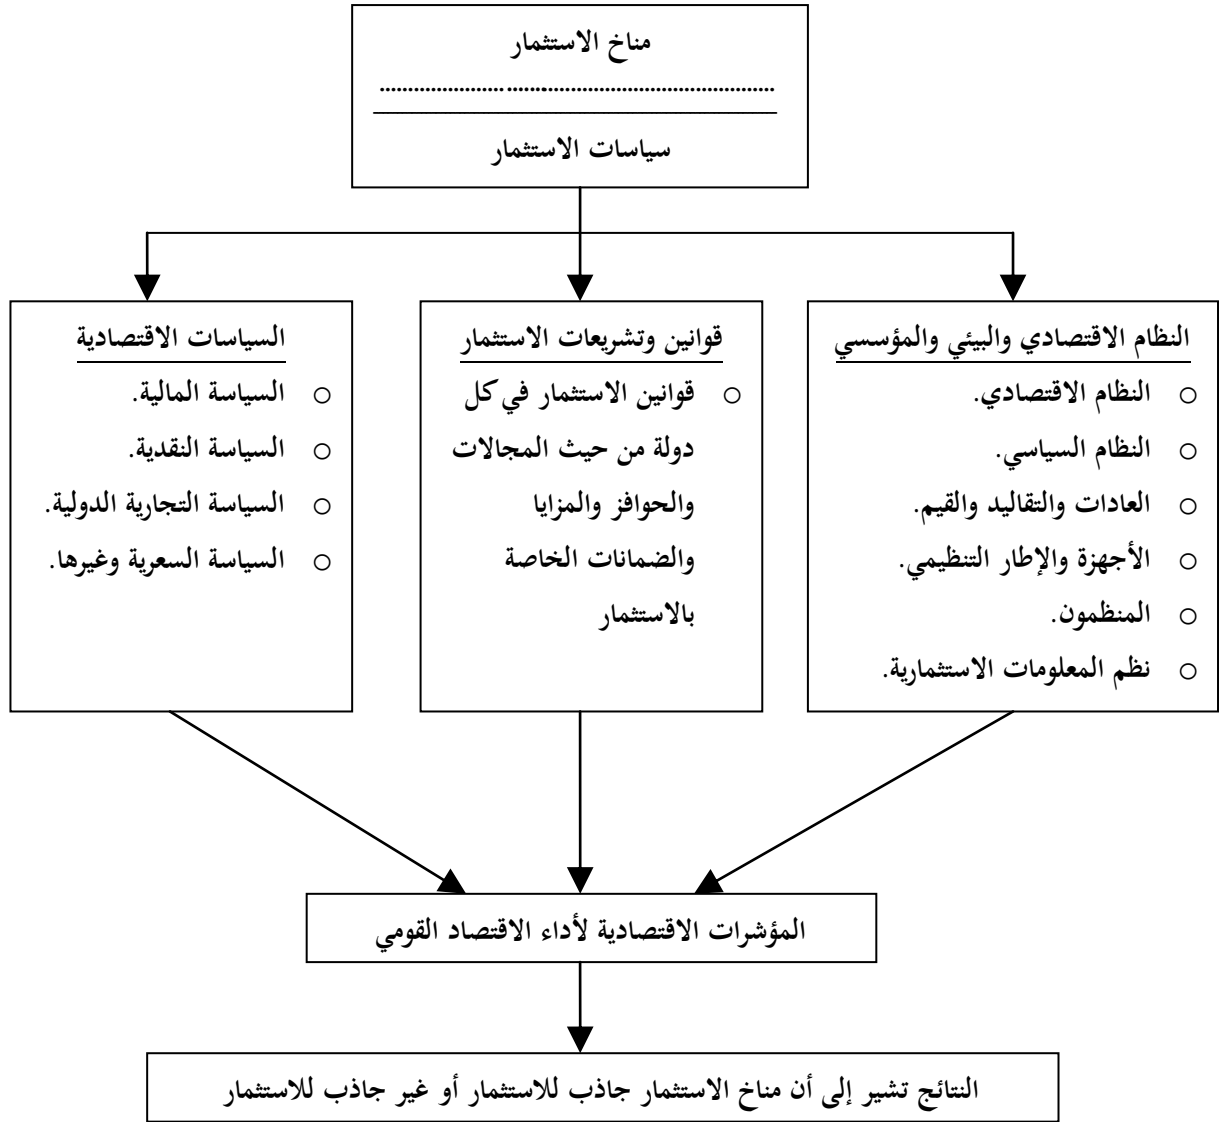 مناخ الاستثمار
......................................................................
سياسات الاستثمار
النظام الاقتصادي والبيئي والمؤسسي
○ النظام الاقتصادي.
○ النظام السياسي.
○ العادات والتقاليد والقيم.
○ الأجهزة والإطار التنظيمي.
○ المنظمون.
○ نظم المعلومات الاستثمارية.
قوانين وتشريعات الاستثمار
○ قوانين الاستثمار في كل
دولة من حيث المجالات
والحوافز والمزايا
والضمانات الخاصة
بالاستثمار
السياسات الاقتصادية
○ السياسة المالية.
○ السياسة النقدية.
○ السياسة التجارية الدولية.
○ السياسة السعرية وغيرها.
المؤشرات الاقتصادية لأداء الاقتصاد القومي
النتائج تشير إلى أن مناخ الاستثمار جاذب للاستثمار أو غير جاذب للاستثمار